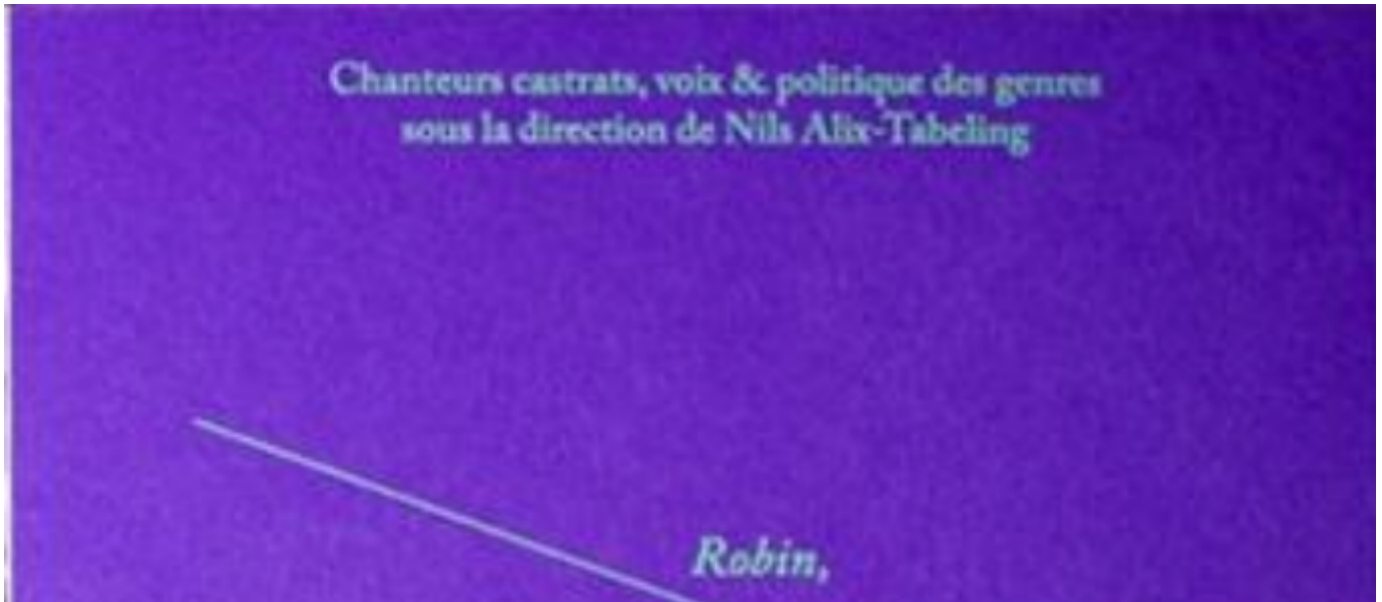 Chanteurs castrats, voix & politique des genres
sous la direction de Nils Alix-Tabeling
Robin,